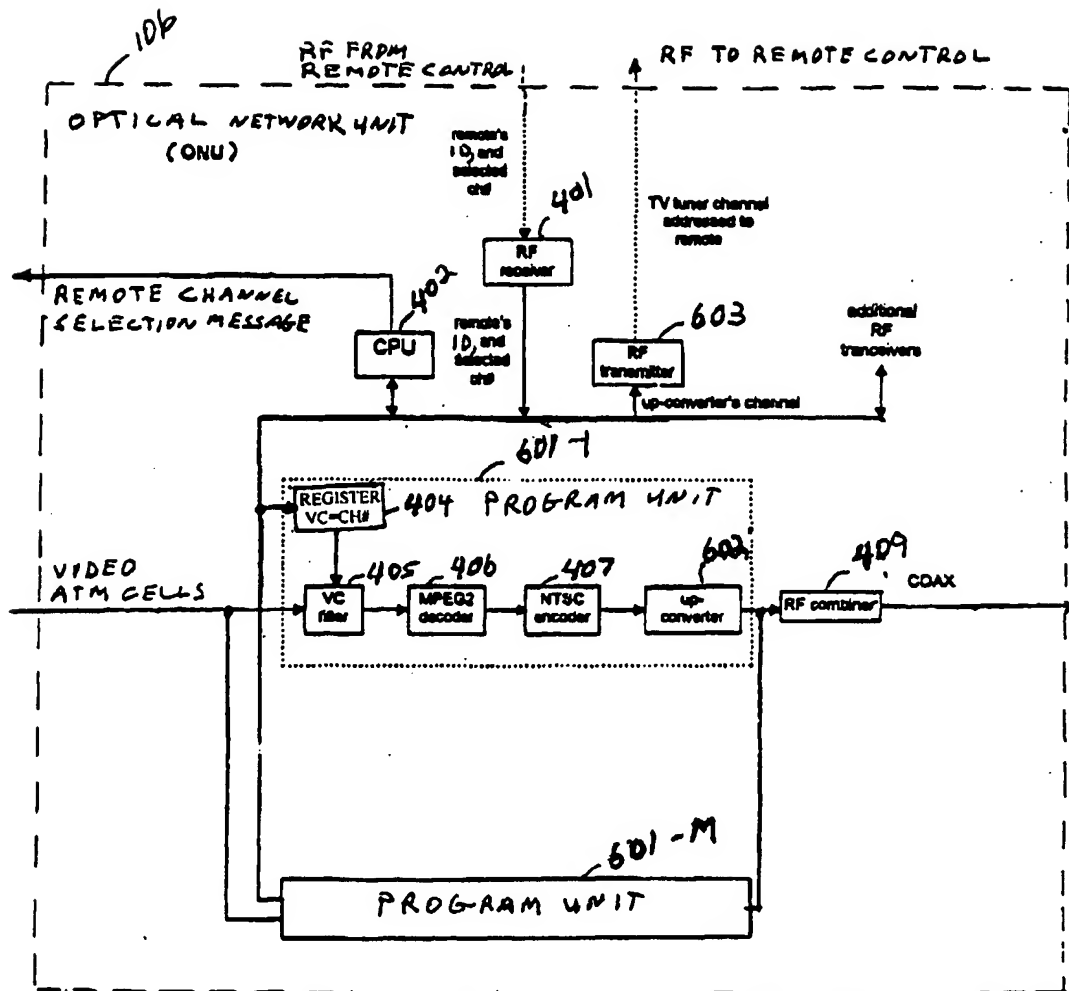 106
RF FROM
REMOTE CONTROL
RF TO REMOTE CONTROL
OPTICAL NETWORK UNIT
(ONU)
remote's
ID, and
selected
ch#
401
RF
receiver
TV tuner channel
addressed to
remote
REMOTE CHANNEL
SELECTION MESSAGE
402
CPU
remote's
ID, and
selected
ch#
603
RF
transmitter
additional
RF
tranceivers
up-converter's channel
601-1
REGISTER
VC=CH#
404
PROGRAM UNIT
VIDEO
ATM CELLS
405
VC
filter
406
MPEG2
decoder
407
NTSC
encoder
602
up-
converter
409
RF combiner
COAX
601-M
PROGRAM UNIT